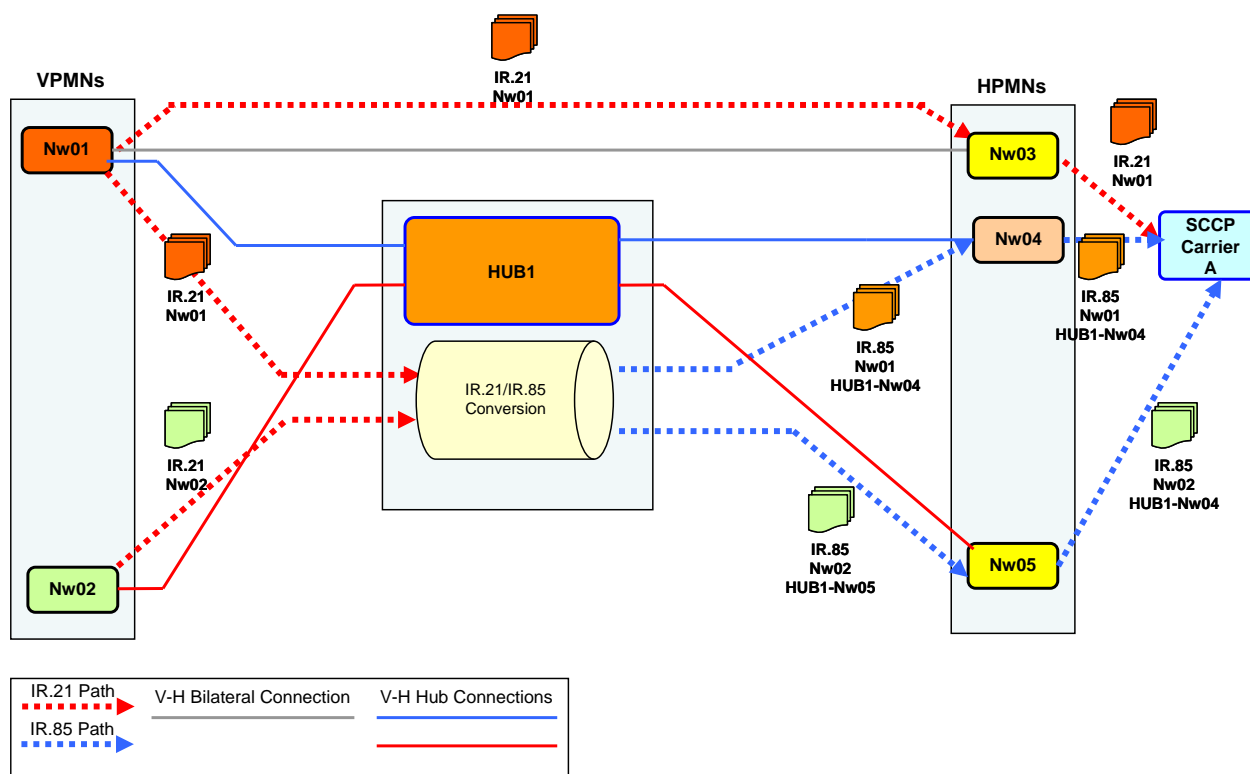 IR.21
Nw01
VPMNs
HPMNs
Nw01
Nw03
IR.21
Nw01
SCCP
Carrier
A
Nw04
HUB1
IR.21
Nw01
IR.85
Nw01
HUB1-Nw04
IR.85
Nw01
HUB1-Nw04
IR.21/IR.85
Conversion
IR.21
Nw02
IR.85
Nw02
HUB1-Nw04
IR.85
Nw02
HUB1-Nw05
Nw02
Nw05
IR.21 Path
V-H Bilateral Connection
V-H Hub Connections
IR.85 Path